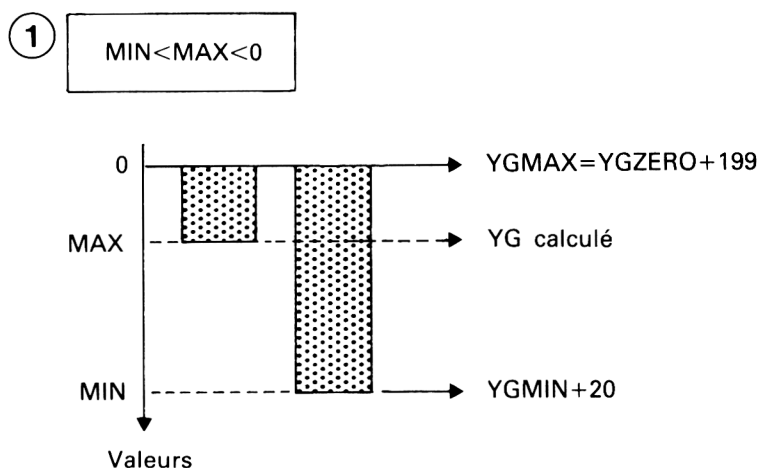 1
MIN<MAX<0
0 YGMAX=YGZERO+199
MAX YG calculé
MIN YGMIN+20
Valeurs